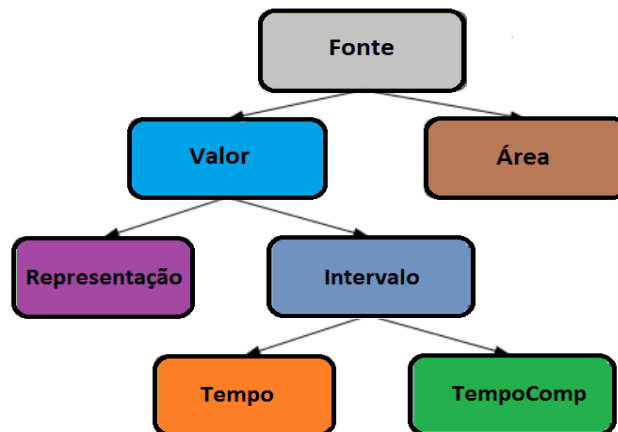 Fonte
Valor
Área
Representação
Intervalo
Tempo
TempoComp